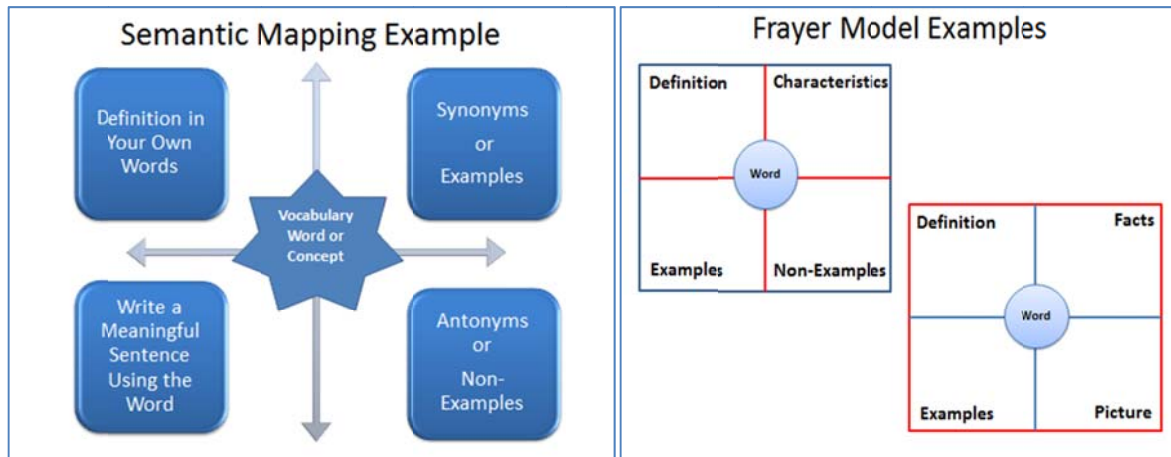 Semantic Mapping Example
Definition in
Your Own
Words
Synonyms
or
Examples
Vocabulary
Word or
Concept
Write a
Meaningful
Sentence
Using the
Word
Antonyms
or
Non-
Examples
Frayer Model Examples
Definition
Characteristics
Word
Examples
Non-Examples
Definition
Facts
Word
Examples
Picture